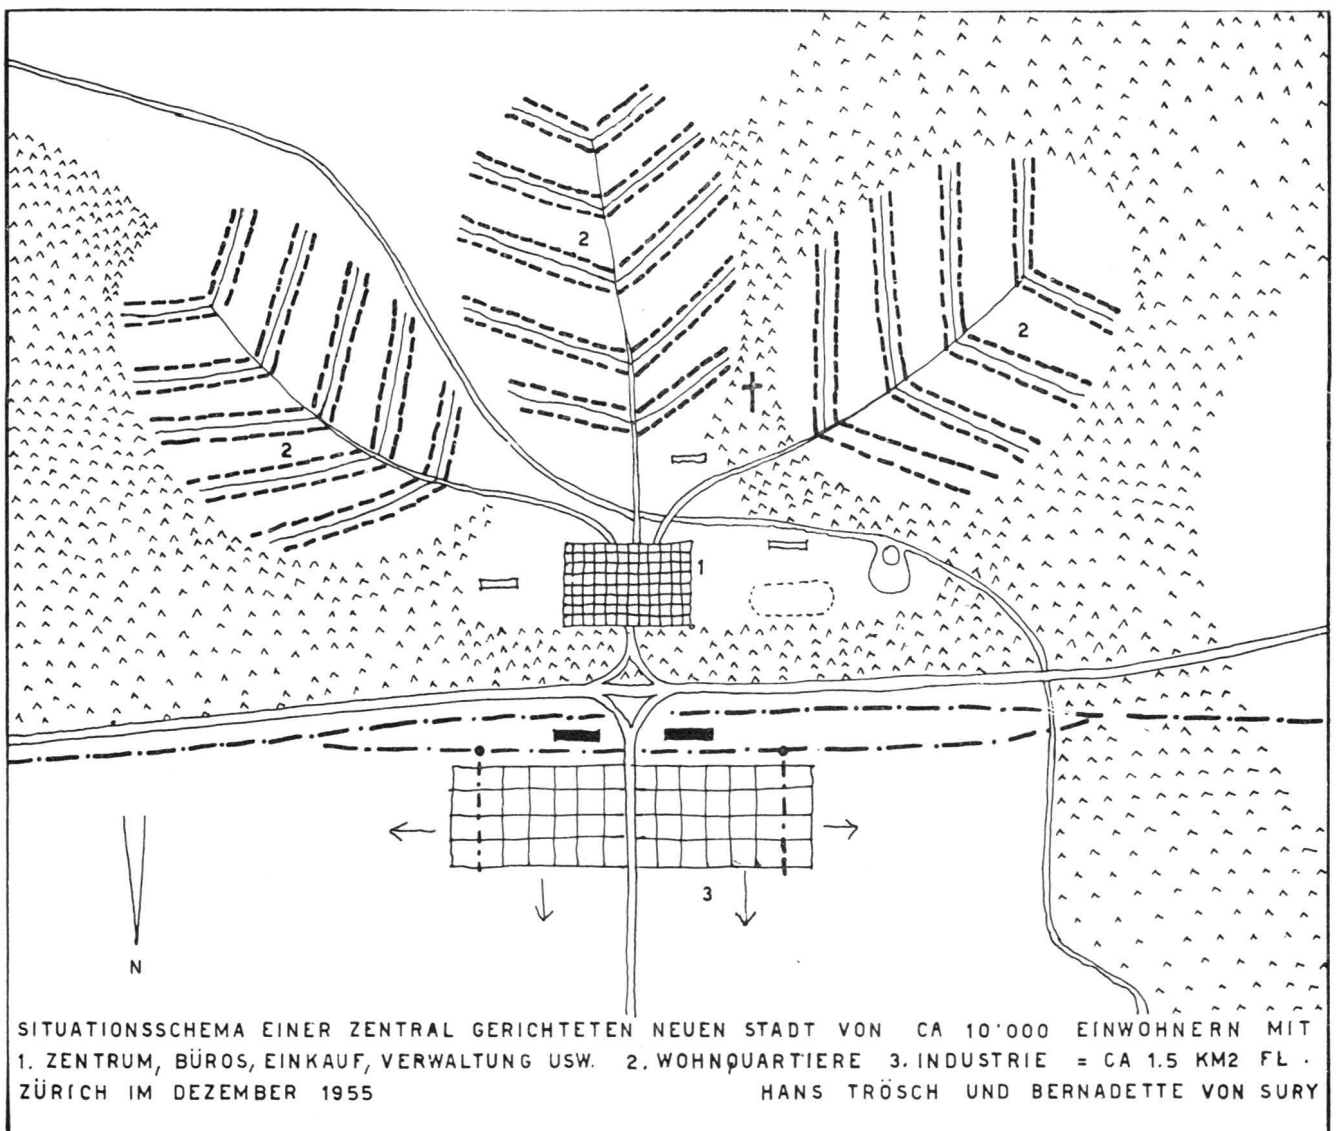 2
2
2
1
3
N
SITUATIONSSCHEMA EINER ZENTRAL GERICHTETEN NEUEN STADT VON CA 10'000 EINWOHNERN MIT
1. ZENTRUM, BÜROS, EINKAUF, VERWALTUNG USW. 2. WOHNQUARTIERE 3. INDUSTRIE = CA 1.5 KM2 FL.
ZÜRICH IM DEZEMBER 1955 HANS TRÖSCH UND BERNADETTE VON SURY